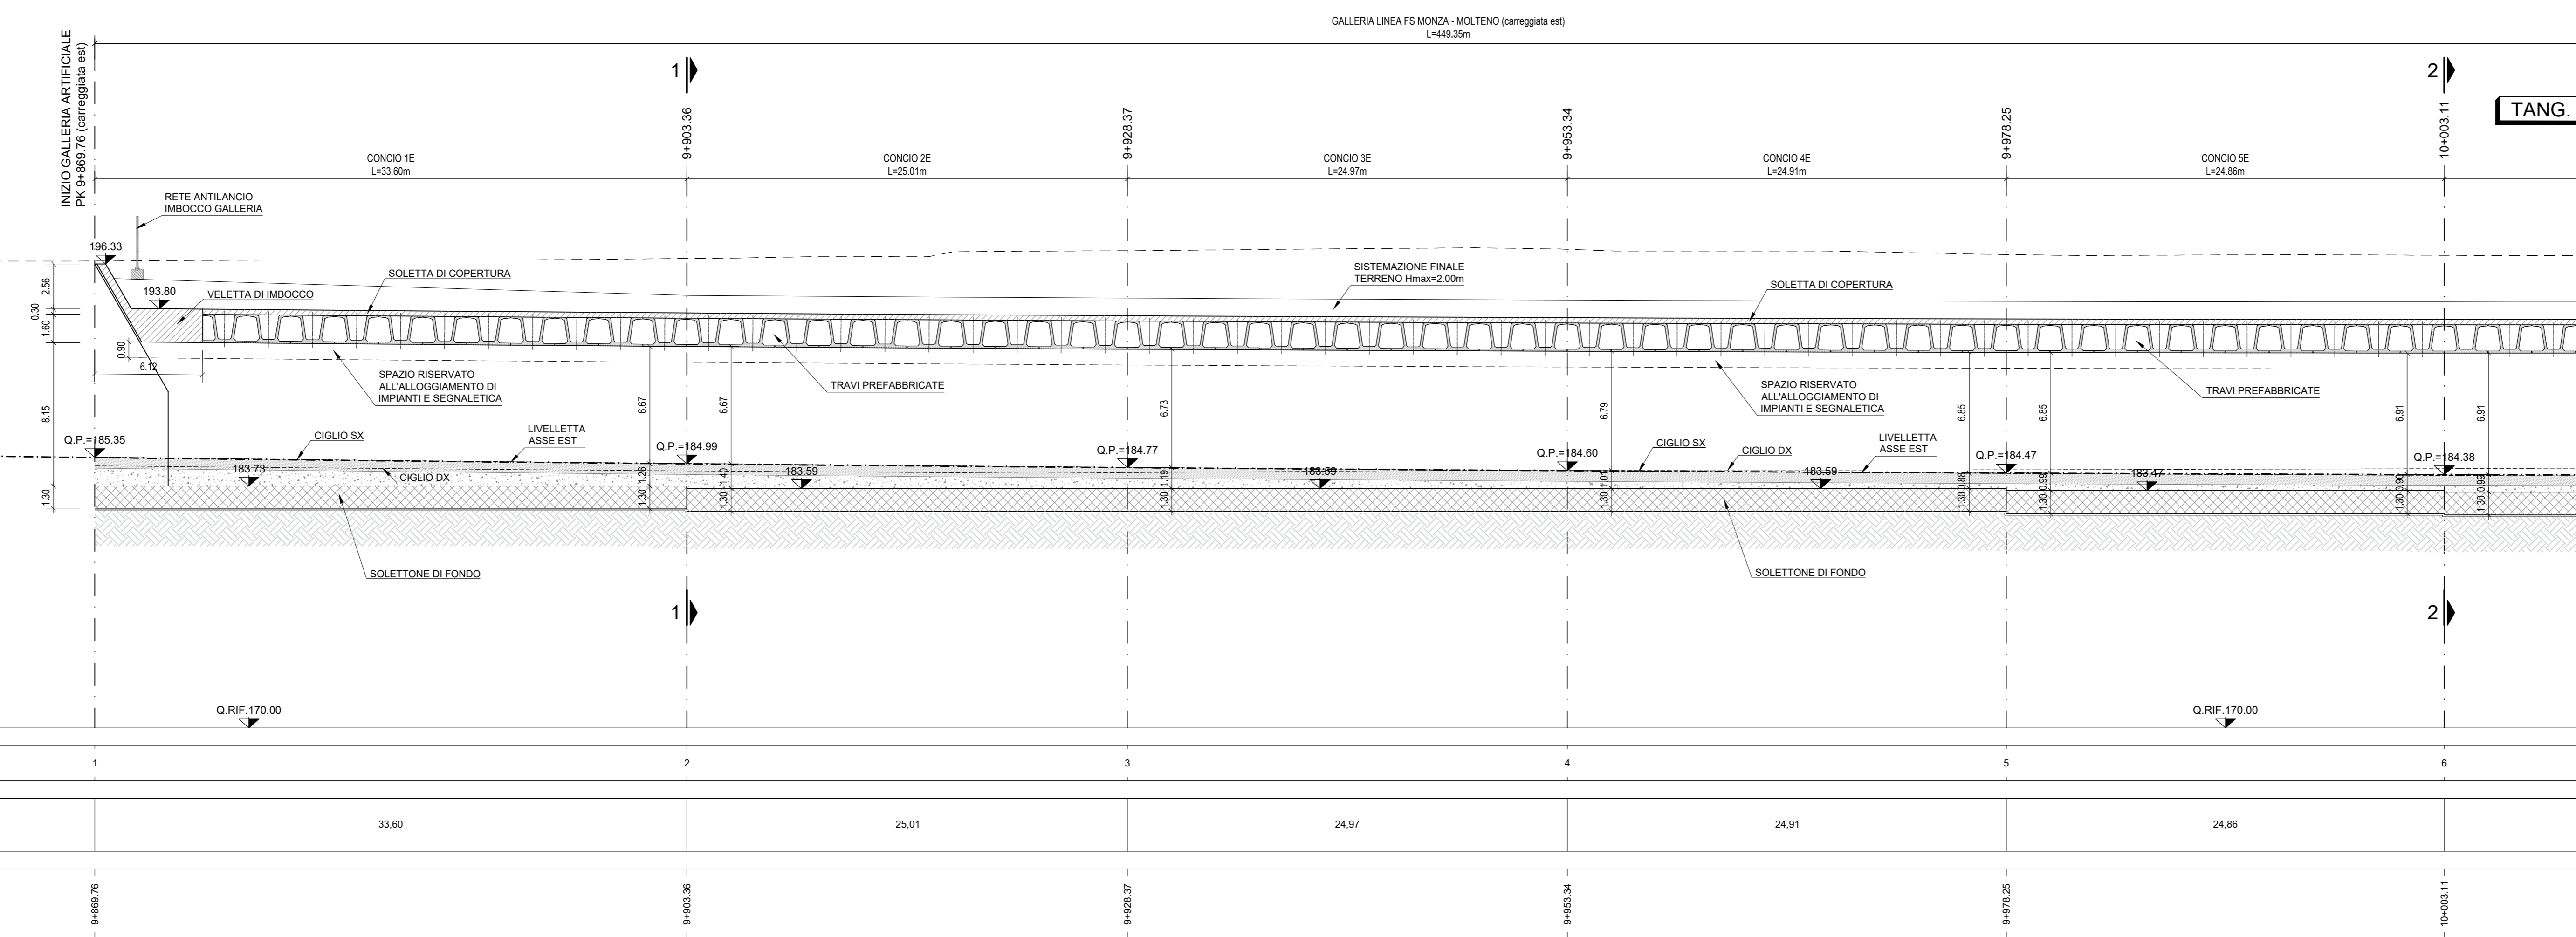 GALLERIA LINEA FS MONZA - MOLTENO (carreggiata est)
L=449.35m
INIZIO GALLERIA ARTIFICIALE
PK 9+869.76 (carreggiata est)
1
2
TANG.
9+903.36
9+928.37
9+953.34
9+978.25
10+003.11
CONCIO 1E
L=33.60m
CONCIO 2E
L=25.01m
CONCIO 3E
L=24.97m
CONCIO 4E
L=24.91m
CONCIO 5E
L=24.86m
RETE ANTILANCIO
IMBOCCO GALLERIA
196.33
193.80
VELETTA DI IMBOCCO
SOLETTA DI COPERTURA
SISTEMAZIONE FINALE
TERRENO Hmax=2.00m
SOLETTA DI COPERTURA
2.56
0.30
1.60
0.90
6.12
8.15
1.30
SPAZIO RISERVATO
ALL'ALLOGGIAMENTO DI
IMPIANTI E SEGNALETICA
TRAVI PREFABBRICATE
SPAZIO RISERVATO
ALL'ALLOGGIAMENTO DI
IMPIANTI E SEGNALETICA
TRAVI PREFABBRICATE
6.67
6.67
6.73
6.79
6.85
6.85
6.91
6.91
Q.P.=185.35
CIGLIO SX
LIVELLETTA
ASSE EST
Q.P.=184.99
Q.P.=184.77
Q.P.=184.60
CIGLIO SX
CIGLIO DX
LIVELLETTA
ASSE EST
Q.P.=184.47
Q.P.=184.38
183.73
CIGLIO DX
183.59
183.59
183.59
183.47
1.30 1.26
1.30 1.40
1.30 1.19
1.30 1.01
1.30 0.88
1.30 0.99
1.30 0.90
1.30 0.99
SOLETTONE DI FONDO
SOLETTONE DI FONDO
1
2
Q.RIF.170.00
Q.RIF.170.00
1
2
3
4
5
6
33,60
25,01
24,97
24,91
24,86
9+869.76
9+903.36
9+928.37
9+953.34
9+978.25
10+003.11